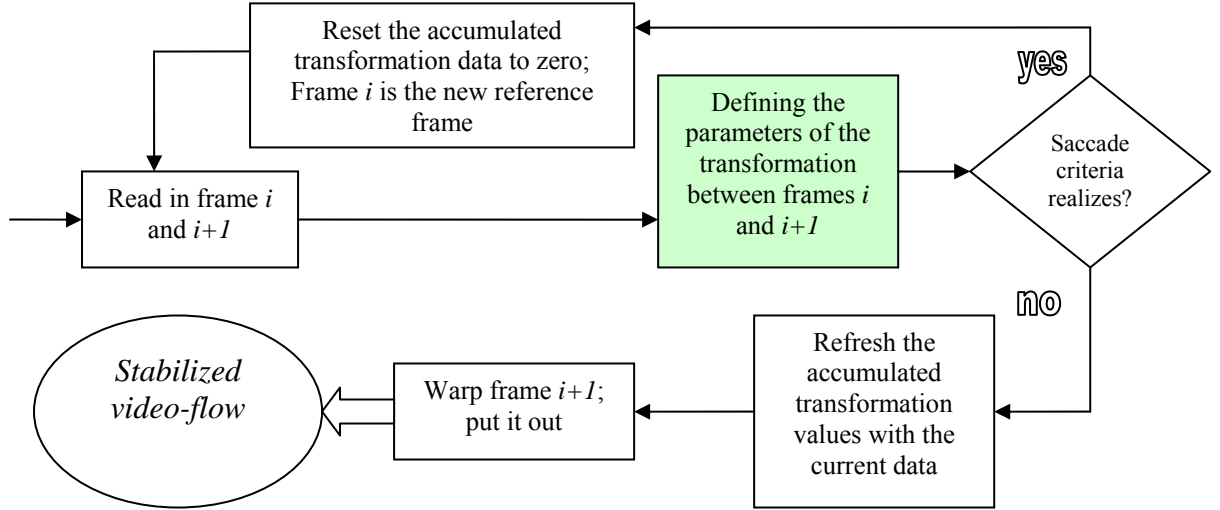 Reset the accumulated
transformation data to zero;
Frame i is the new reference
frame
yes
Defining the
parameters of the
transformation
between frames i
and i+1
Saccade
criteria
realizes?
Read in frame i
and i+1
no
Stabilized
video-flow
Warp frame i+1;
put it out
Refresh the
accumulated
transformation
values with the
current data